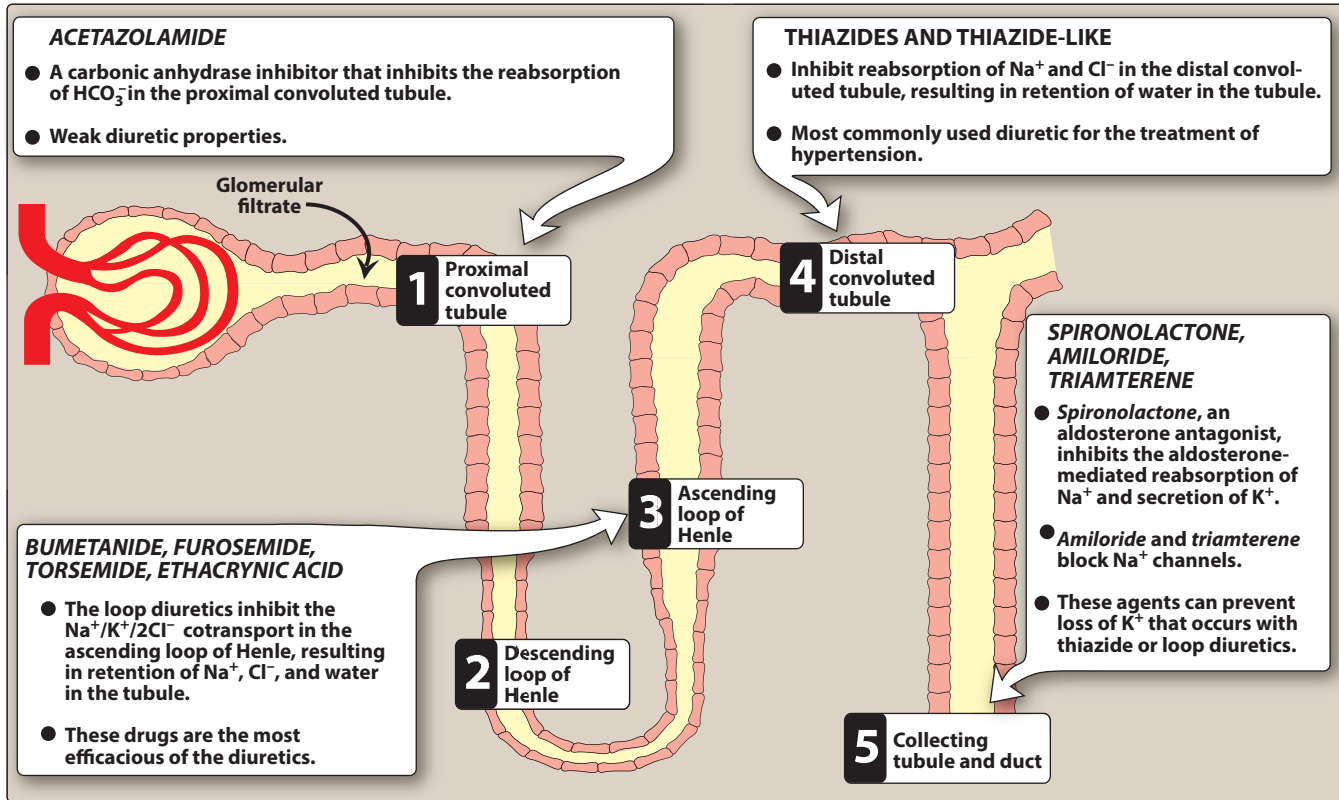 ACETAZOLAMIDE
● A carbonic anhydrase inhibitor that inhibits the reabsorption
of HCO₃⁻ in the proximal convoluted tubule.
● Weak diuretic properties.
THIAZIDES AND THIAZIDE-LIKE
● Inhibit reabsorption of Na⁺ and Cl⁻ in the distal convol-
uted tubule, resulting in retention of water in the tubule.
● Most commonly used diuretic for the treatment of
hypertension.
Glomerular
filtrate
1 Proximal
convoluted
tubule
4 Distal
convoluted
tubule
SPIRONOLACTONE,
AMILORIDE,
TRIAMTERENE
● Spironolactone, an
aldosterone antagonist,
inhibits the aldosterone-
mediated reabsorption of
Na⁺ and secretion of K⁺.
● Amiloride and triamterene
block Na⁺ channels.
● These agents can prevent
loss of K⁺ that occurs with
thiazide or loop diuretics.
3 Ascending
loop of
Henle
BUMETANIDE, FUROSEMIDE,
TORSEMIDE, ETHACRYNIC ACID
● The loop diuretics inhibit the
Na⁺/K⁺/2Cl⁻ cotransport in the
ascending loop of Henle, resulting
in retention of Na⁺, Cl⁻, and water
in the tubule.
● These drugs are the most
efficacious of the diuretics.
2 Descending
loop of
Henle
5 Collecting
tubule and duct